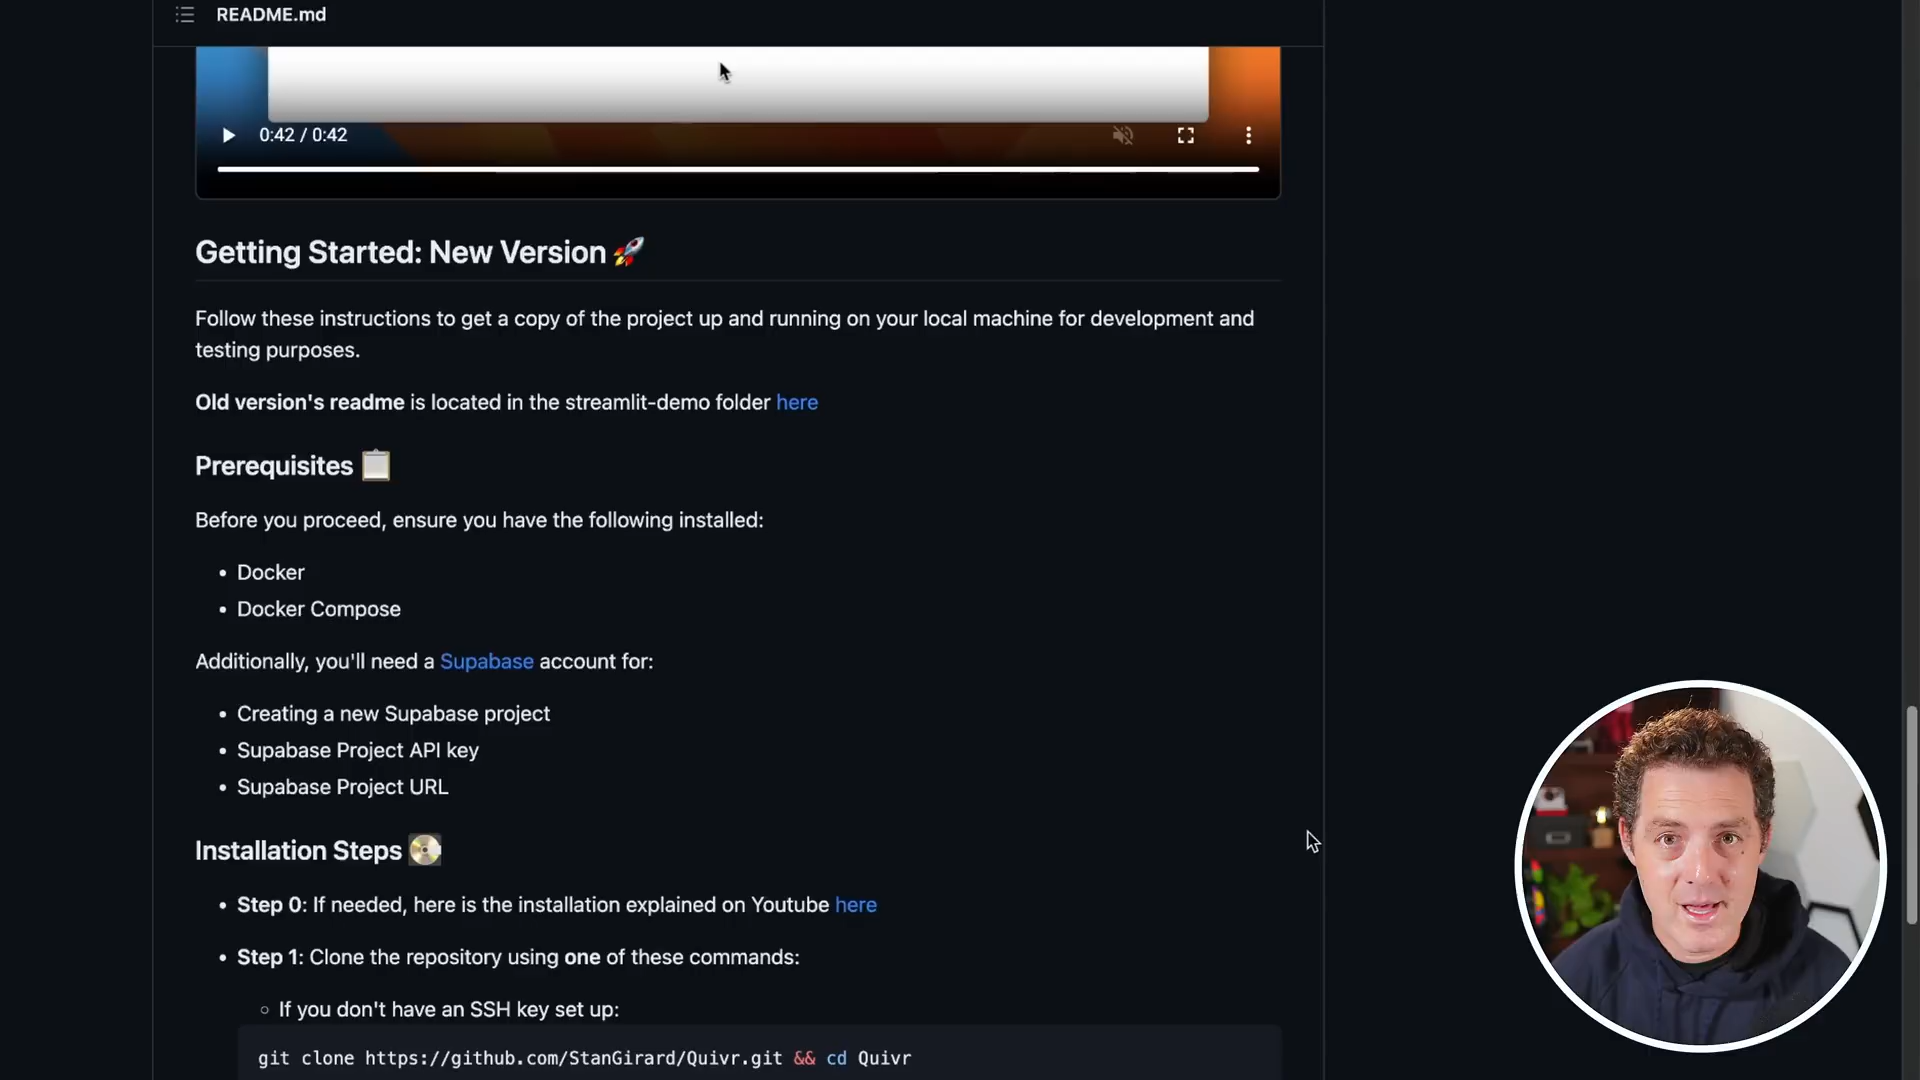 README.md
0:42 / 0:42
Getting Started: New Version 🚀
Follow these instructions to get a copy of the project up and running on your local machine for development and
testing purposes.
Old version's readme is located in the streamlit-demo folder here
Prerequisites 📋
Before you proceed, ensure you have the following installed:
• Docker
• Docker Compose
Additionally, you'll need a Supabase account for:
• Creating a new Supabase project
• Supabase Project API key
• Supabase Project URL
Installation Steps 💽
• Step 0: If needed, here is the installation explained on Youtube here
• Step 1: Clone the repository using one of these commands:
◦ If you don't have an SSH key set up:
git clone https://github.com/StanGirard/Quivr.git && cd Quivr